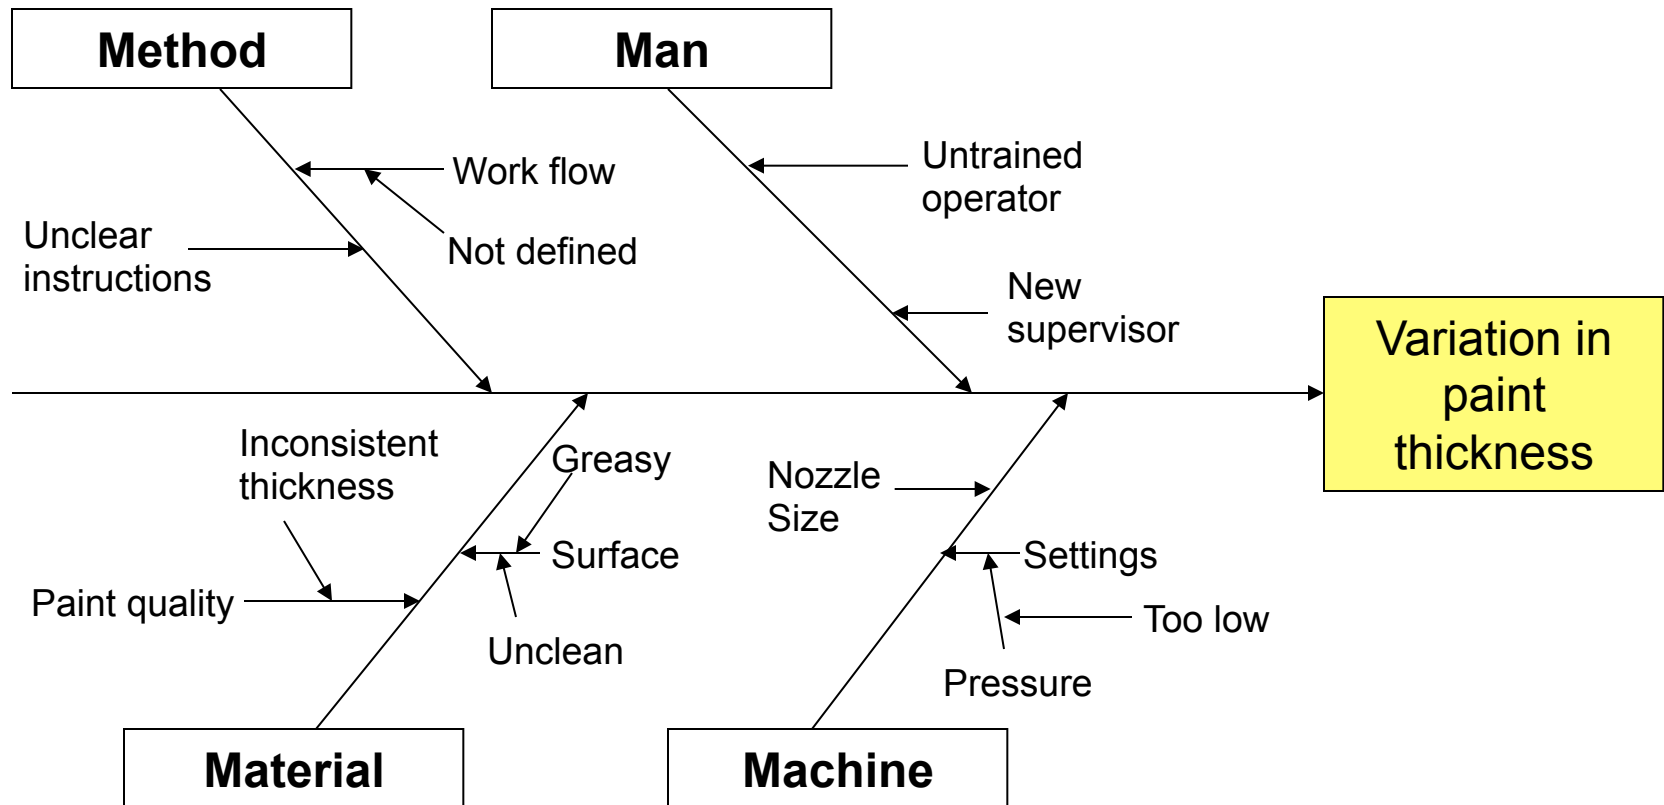 Method
Man
Work flow
Not defined
Unclear
instructions
Untrained
operator
New
supervisor
Variation in
paint
thickness
Inconsistent
thickness
Greasy
Surface
Paint quality
Unclean
Nozzle
Size
Settings
Too low
Pressure
Material
Machine